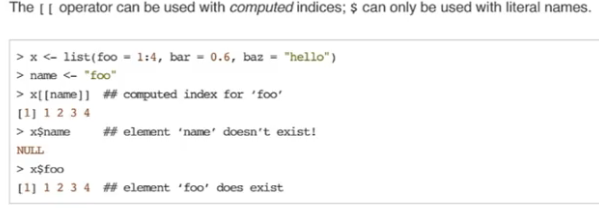 The [[ operator can be used with computed indices; $ can only be used with literal names.
> x <- list(foo = 1:4, bar = 0.6, baz = "hello")
> name <- "foo"
> x[[name]]  ## computed index for ‘foo’
[1] 1 2 3 4
> x$name     ## element ‘name’ doesn’t exist!
NULL
> x$foo
[1] 1 2 3 4  ## element ‘foo’ does exist